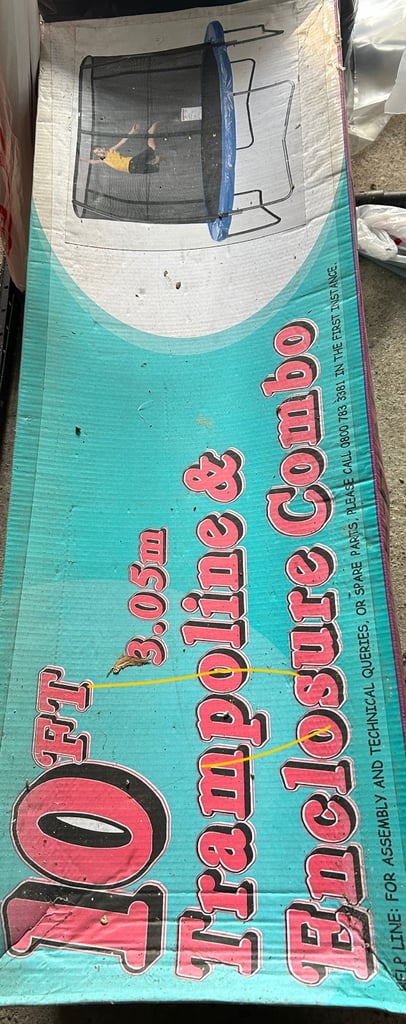 10FT
3.05m
Trampoline &
Enclosure Combo
ELP LINE: FOR ASSEMBLY AND TECHNICAL QUERIES, OR SPARE PARTS, PLEASE CALL 0800 783 3381 IN THE FIRST INSTANCE.